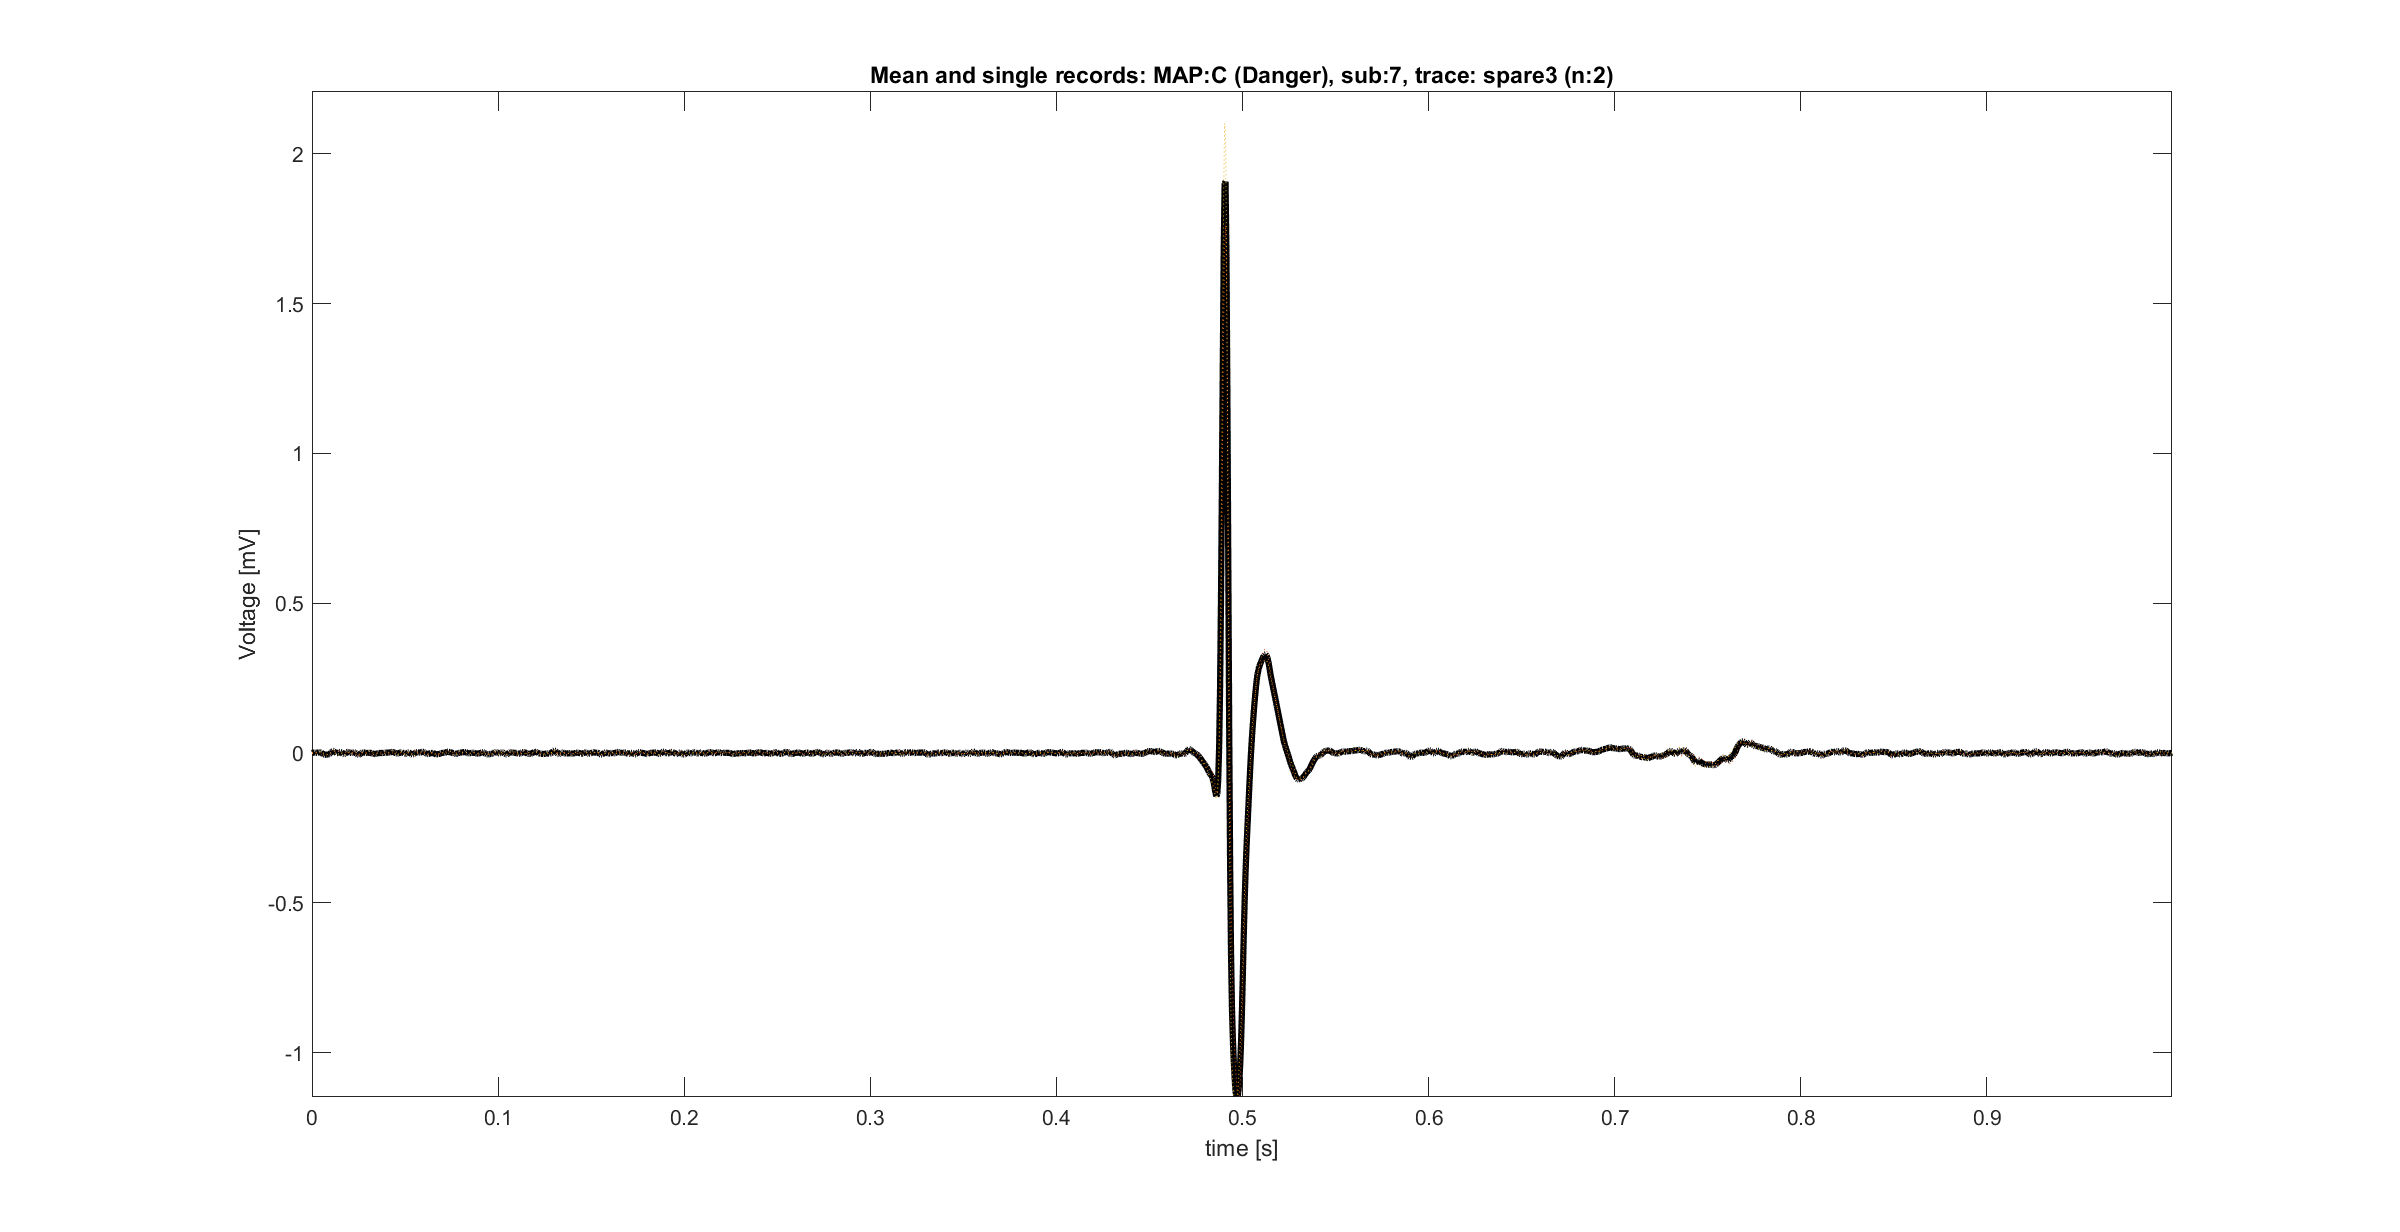 Mean and single records: MAP:C (Danger), sub:7, trace: spare3 (n:2)
2
1.5
1
0.5
0
-0.5
-1
Voltage [mV]
0 0.1 0.2 0.3 0.4 0.5 0.6 0.7 0.8 0.9
time [s]